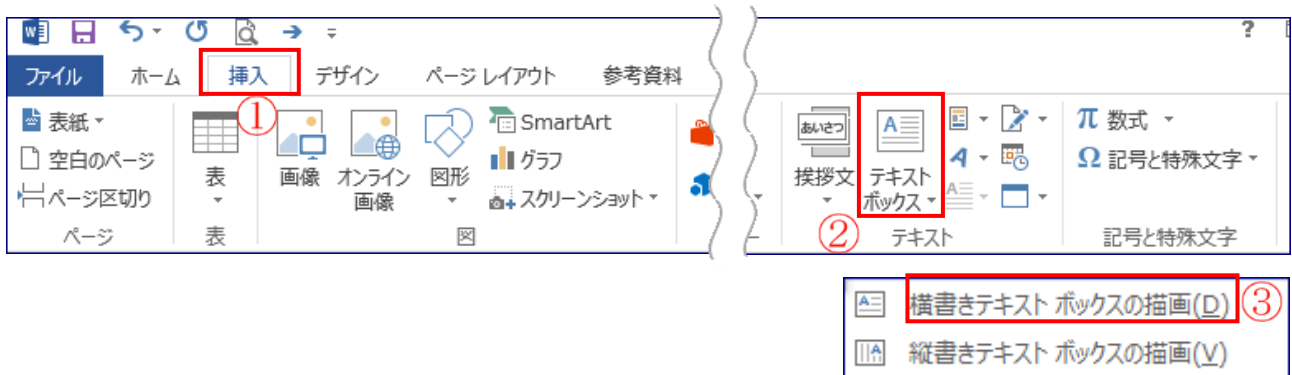 ?
ファイル ホーム 挿入 デザイン ページ レイアウト 参考資料
①
表紙
空白のページ
ページ区切り
ページ
表
表
画像
オンライン
画像
図形
SmartArt
グラフ
スクリーンショット
図
あいさつ
挨拶文
テキスト
ボックス
②
テキスト
π 数式
Ω 記号と特殊文字
記号と特殊文字
横書きテキスト ボックスの描画(D)
③
縦書きテキスト ボックスの描画(V)